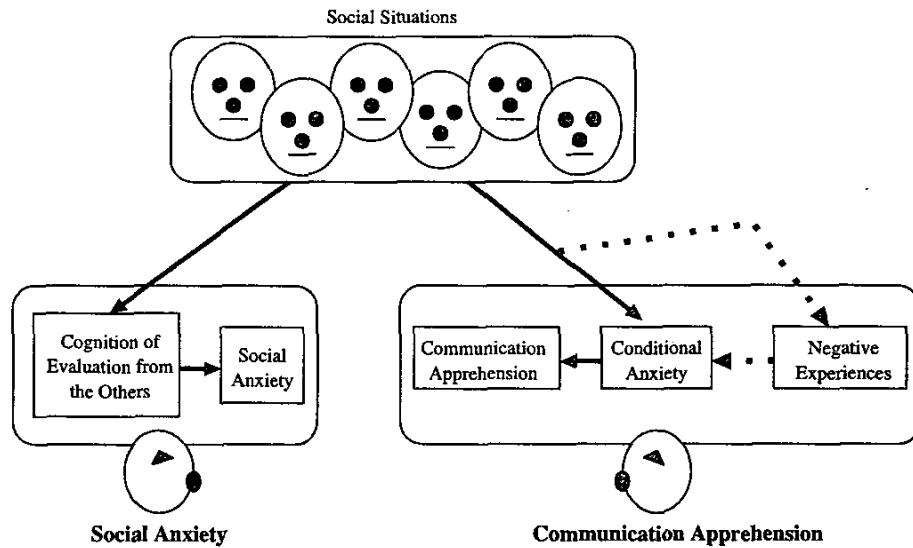 Social Situations
Cognition of
Evaluation from
the Others
Social
Anxiety
Communication
Apprehension
Conditional
Anxiety
Negative
Experiences
Social Anxiety
Communication Apprehension